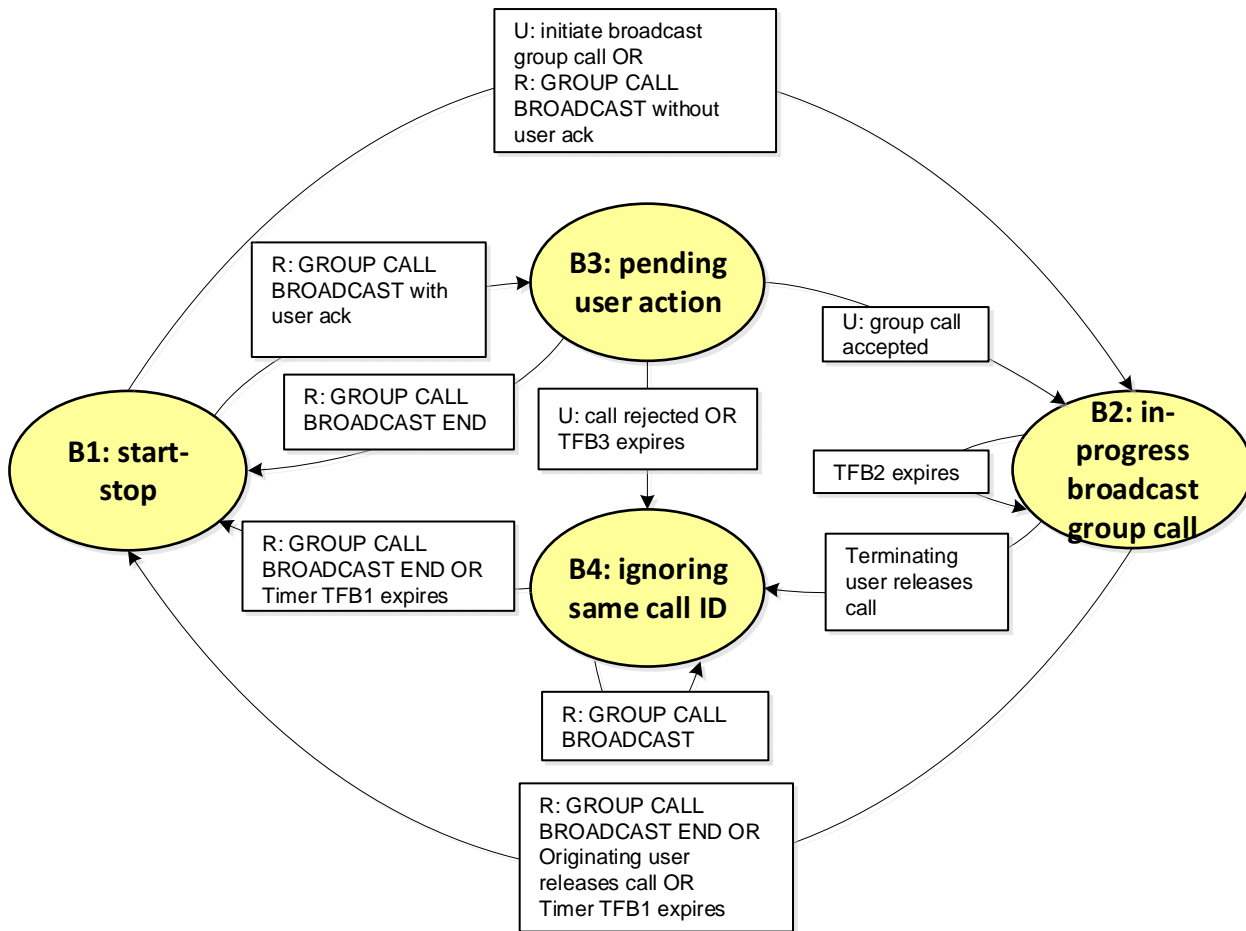 U: initiate broadcast
group call OR
R: GROUP CALL
BROADCAST without
user ack
B3: pending
user action
R: GROUP CALL
BROADCAST with
user ack
U: group call
accepted
R: GROUP CALL
BROADCAST END
U: call rejected OR
TFB3 expires
B1: start-
stop
B2: in-
progress
broadcast
group call
TFB2 expires
R: GROUP CALL
BROADCAST END OR
Timer TFB1 expires
B4: ignoring
same call ID
Terminating
user releases
call
R: GROUP CALL
BROADCAST
R: GROUP CALL
BROADCAST END OR
Originating user
releases call OR
Timer TFB1 expires